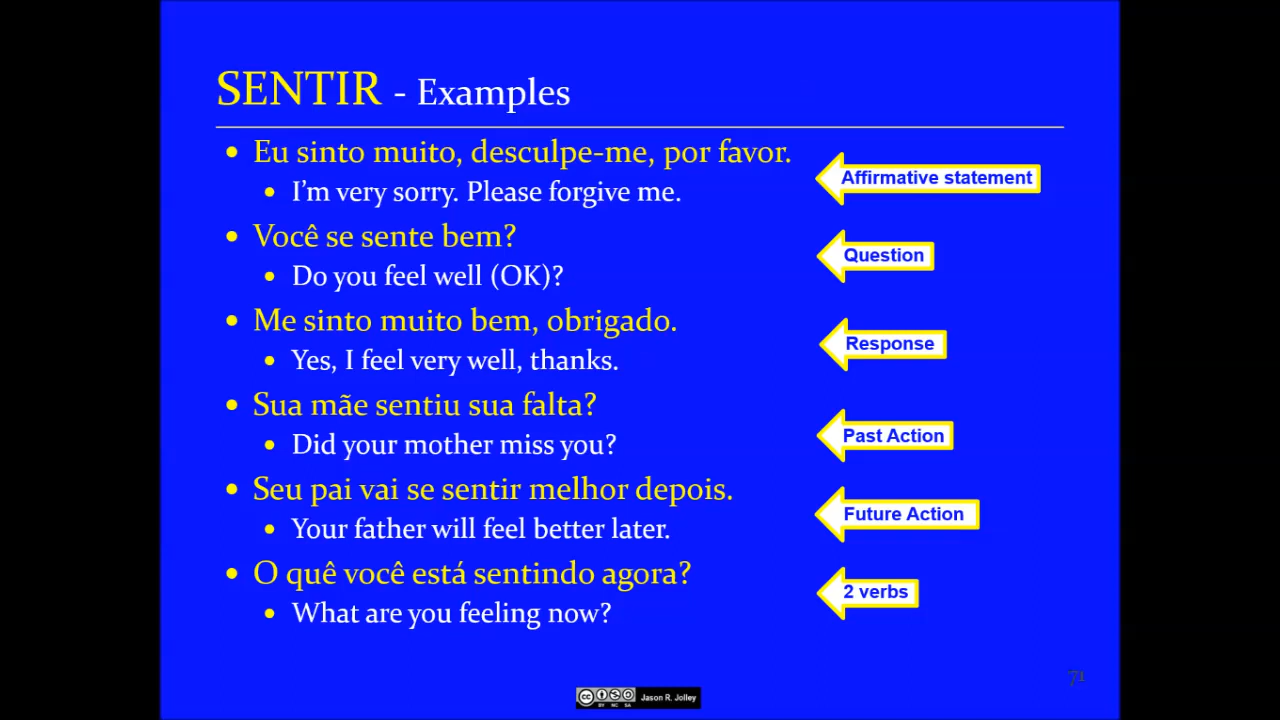 SENTIR - Examples
Eu sinto muito, desculpe-me, por favor.
I'm very sorry. Please forgive me.
Affirmative statement
Você se sente bem?
Do you feel well (OK)?
Question
Me sinto muito bem, obrigado.
Yes, I feel very well, thanks.
Response
Sua mãe sentiu sua falta?
Did your mother miss you?
Past Action
Seu pai vai se sentir melhor depois.
Your father will feel better later.
Future Action
O quê você está sentindo agora?
What are you feeling now?
2 verbs
71
cc BY NC SA Jason R. Jolley